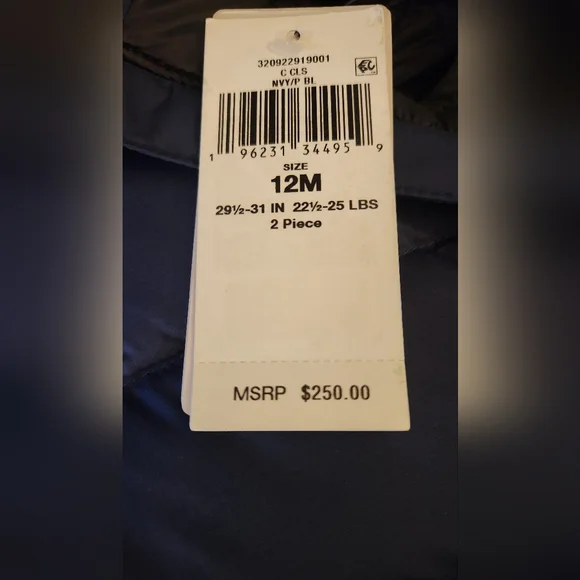 320922919001
C CLS
NVY/P BL
1 96231 34495 9
SIZE
12M
29½-31 IN 22½-25 LBS
2 Piece
MSRP $250.00